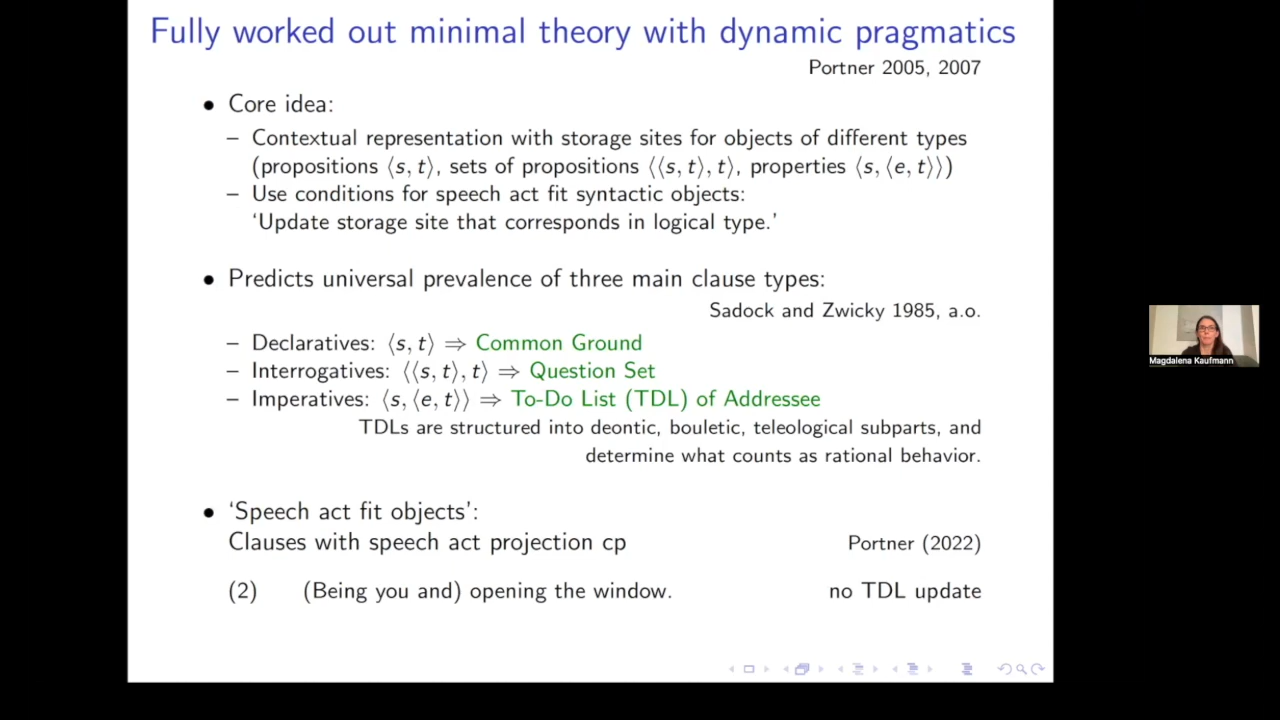 Fully worked out minimal theory with dynamic pragmatics
Portner 2005, 2007
• Core idea:
– Contextual representation with storage sites for objects of different types
(propositions ⟨s, t⟩, sets of propositions ⟨⟨s, t⟩, t⟩, properties ⟨s, ⟨e, t⟩⟩)
– Use conditions for speech act fit syntactic objects:
‘Update storage site that corresponds in logical type.’
• Predicts universal prevalence of three main clause types:
Sadock and Zwicky 1985, a.o.
– Declaratives: ⟨s, t⟩ ⇒ Common Ground
– Interrogatives: ⟨⟨s, t⟩, t⟩ ⇒ Question Set
– Imperatives: ⟨s, ⟨e, t⟩⟩ ⇒ To-Do List (TDL) of Addressee
TDLs are structured into deontic, bouletic, teleological subparts, and
determine what counts as rational behavior.
• ‘Speech act fit objects’:
Clauses with speech act projection cp Portner (2022)
(2) (Being you and) opening the window. no TDL update
Magdalena Kaufmann